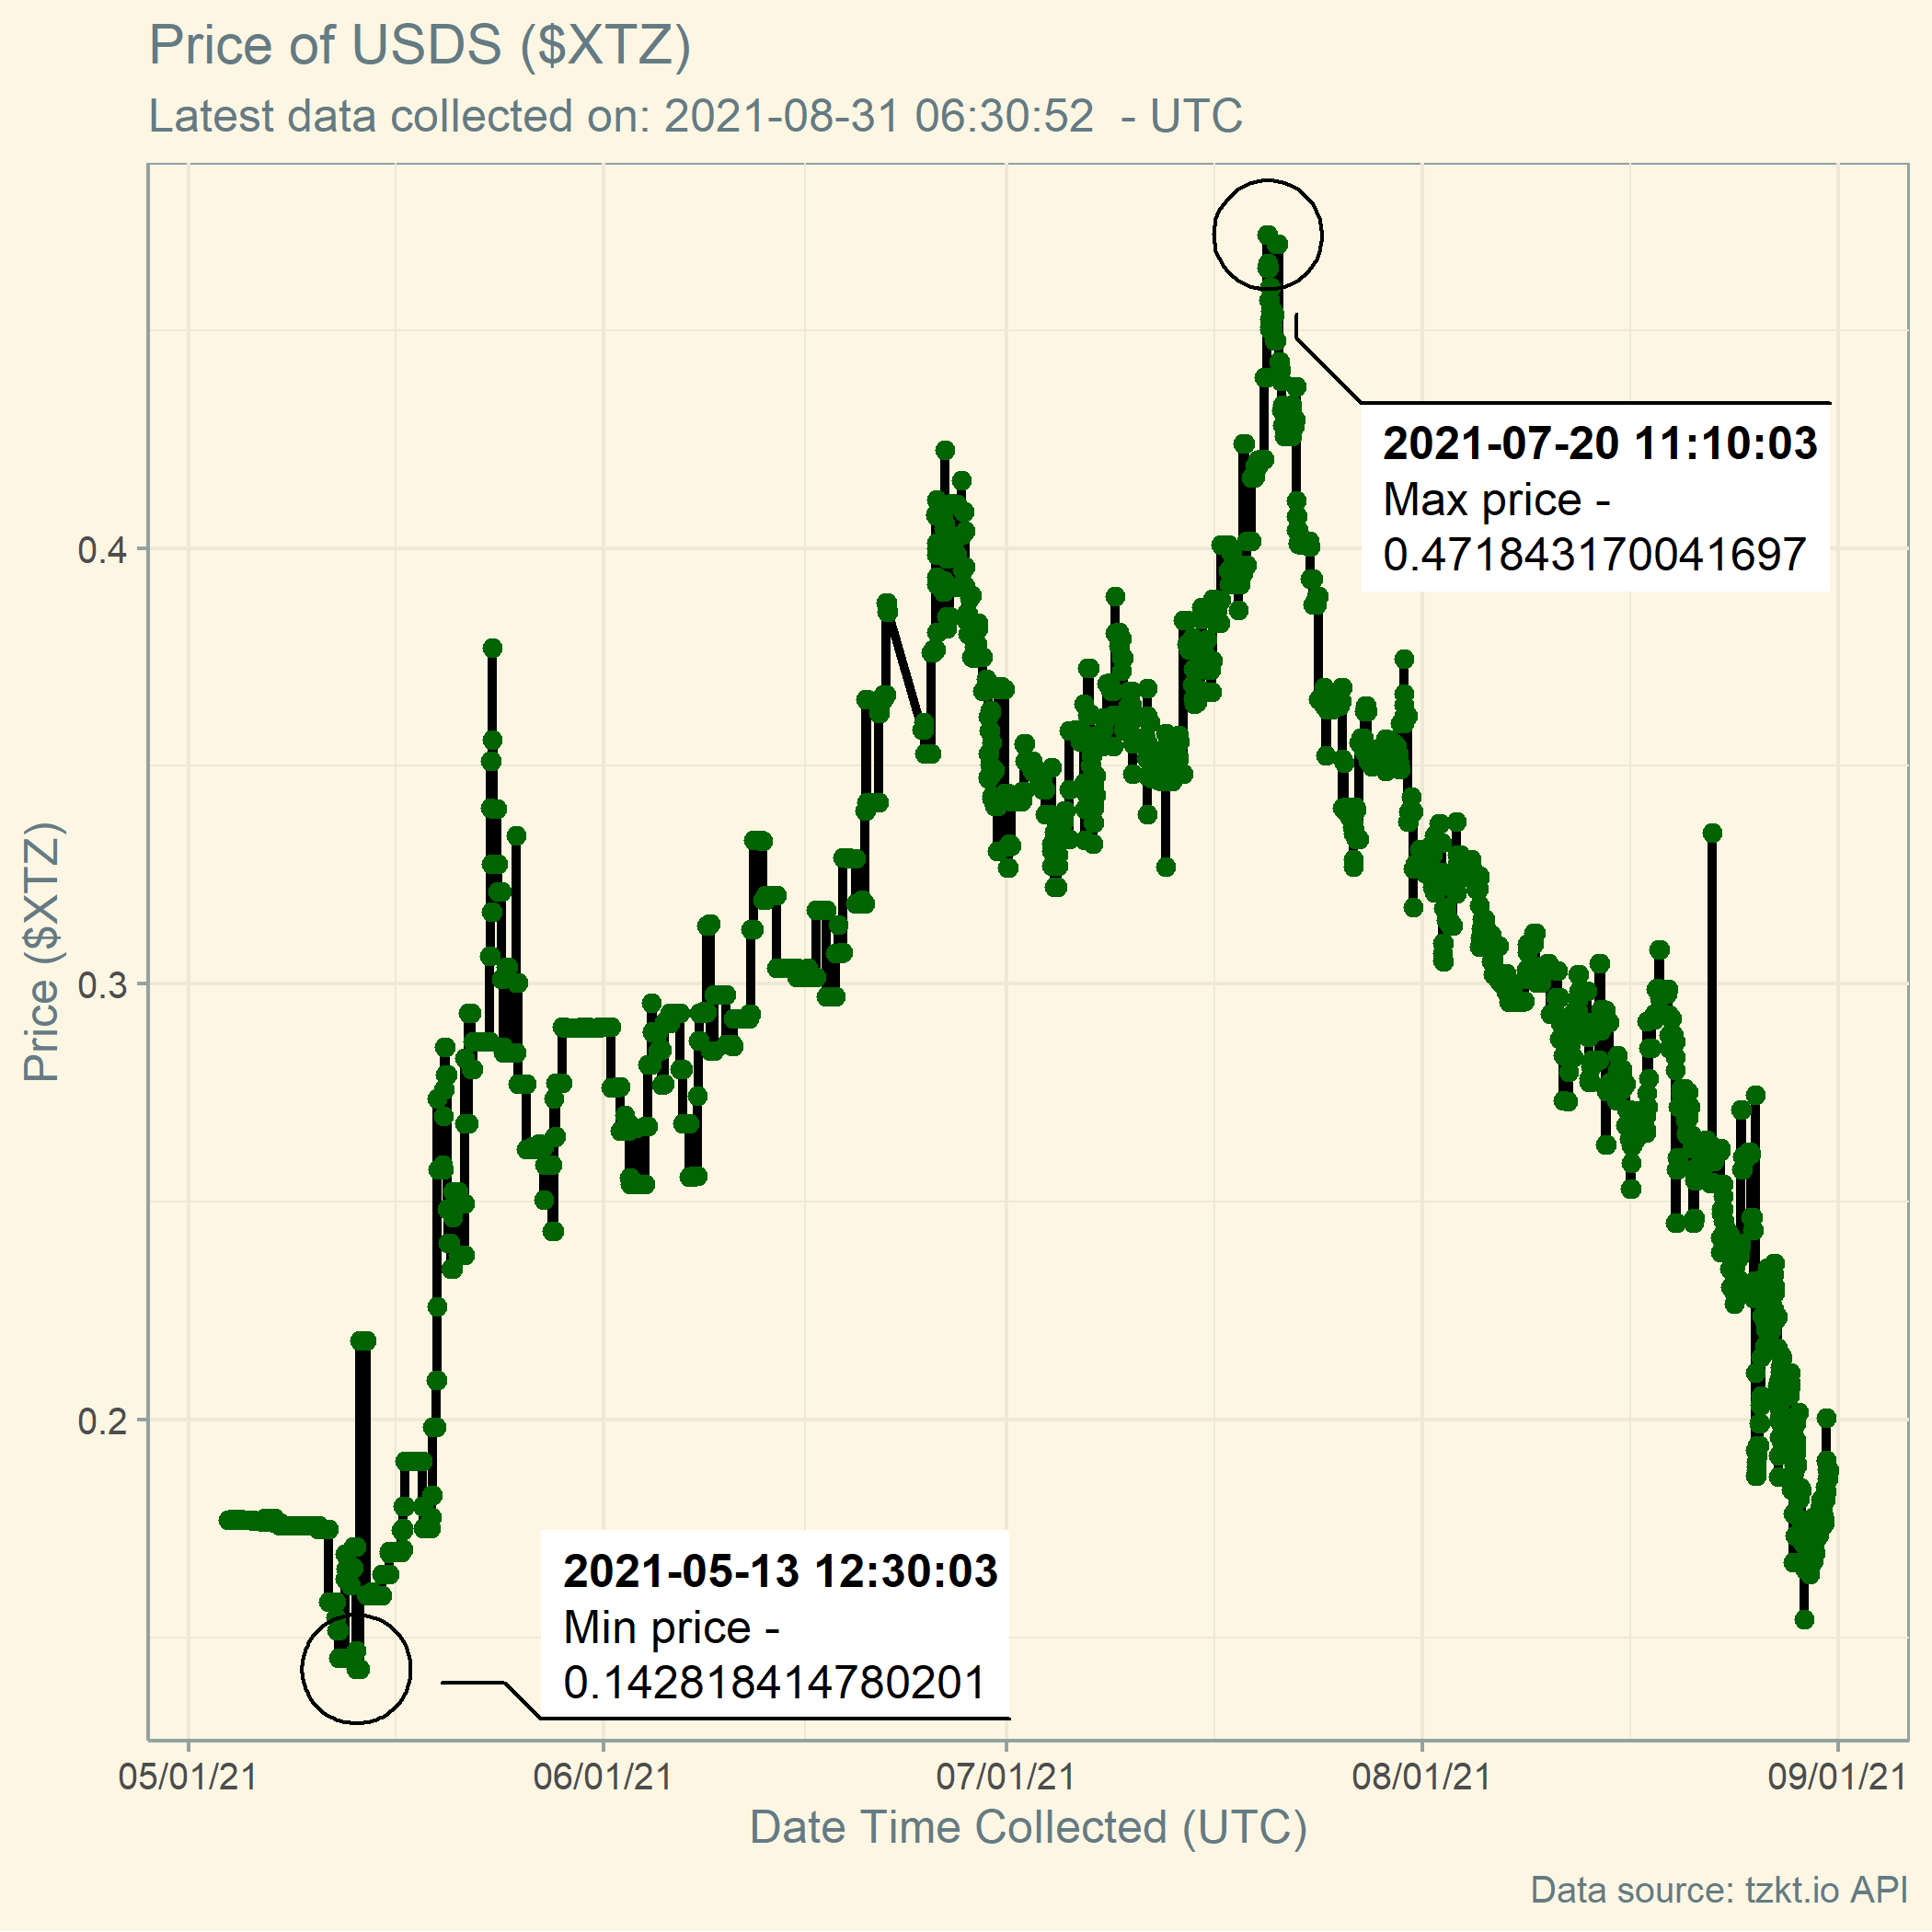 Price of USDS ($XTZ)
Latest data collected on: 2021-08-31 06:30:52  - UTC
2021-07-20 11:10:03
Max price -
0.471843170041697
0.4
0.3
0.2
Price ($XTZ)
2021-05-13 12:30:03
Min price -
0.142818414780201
05/01/21
06/01/21
07/01/21
08/01/21
09/01/21
Date Time Collected (UTC)
Data source: tzkt.io API